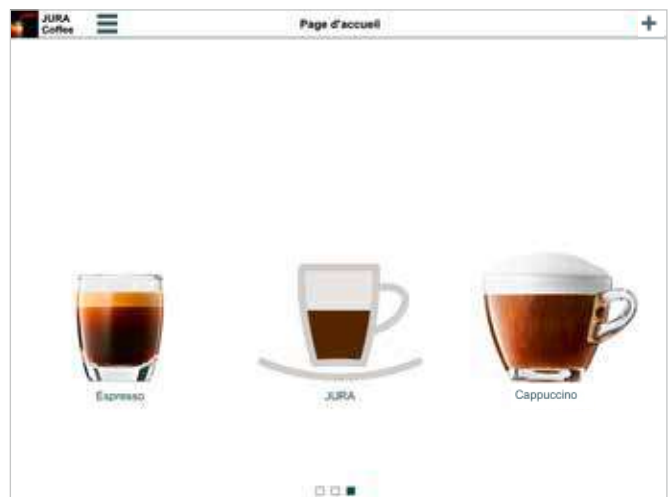 JURA
Coffee
Page d'accueil
Espresso
JURA
Cappuccino